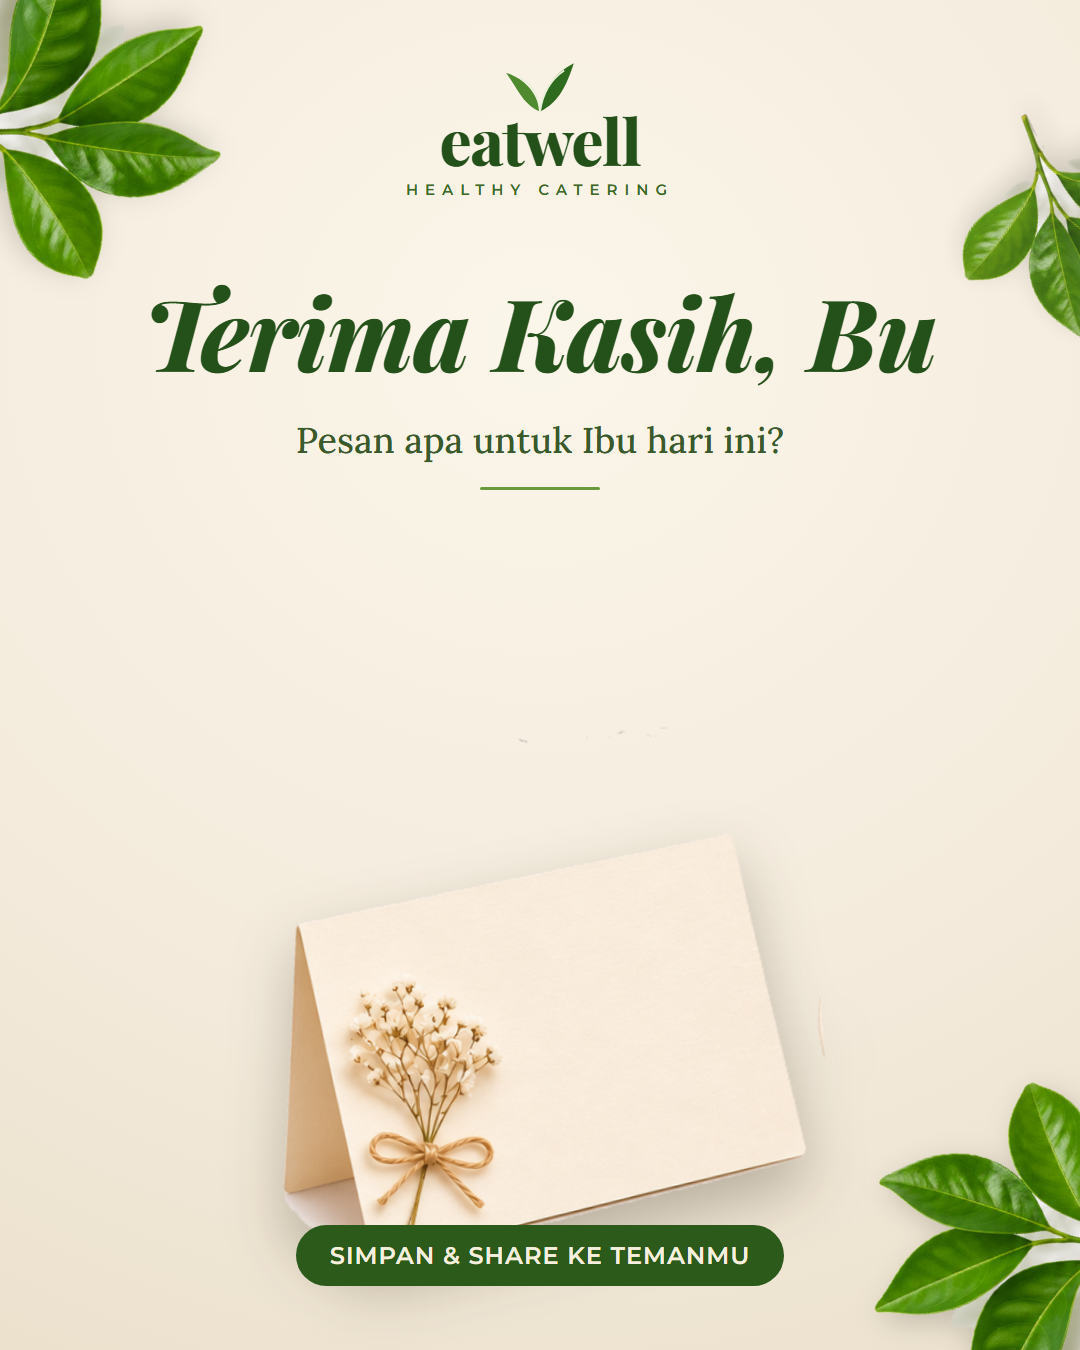 eatwell
HEALTHY CATERING
Terima Kasih, Bu
Pesan apa untuk Ibu hari ini?
SIMPAN & SHARE KE TEMANMU